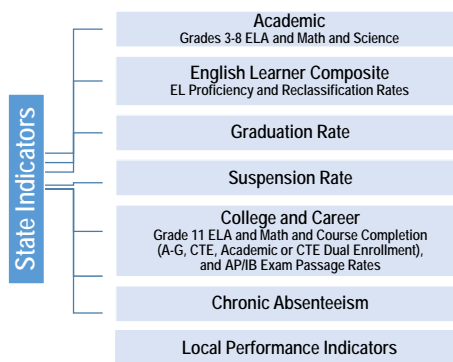 State Indicators
Academic
Grades 3-8 ELA and Math and Science
English Learner Composite
EL Proficiency and Reclassification Rates
Graduation Rate
Suspension Rate
College and Career
Grade 11 ELA and Math and Course Completion
(A-G, CTE, Academic or CTE Dual Enrollment),
and AP/IB Exam Passage Rates
Chronic Absenteeism
Local Performance Indicators